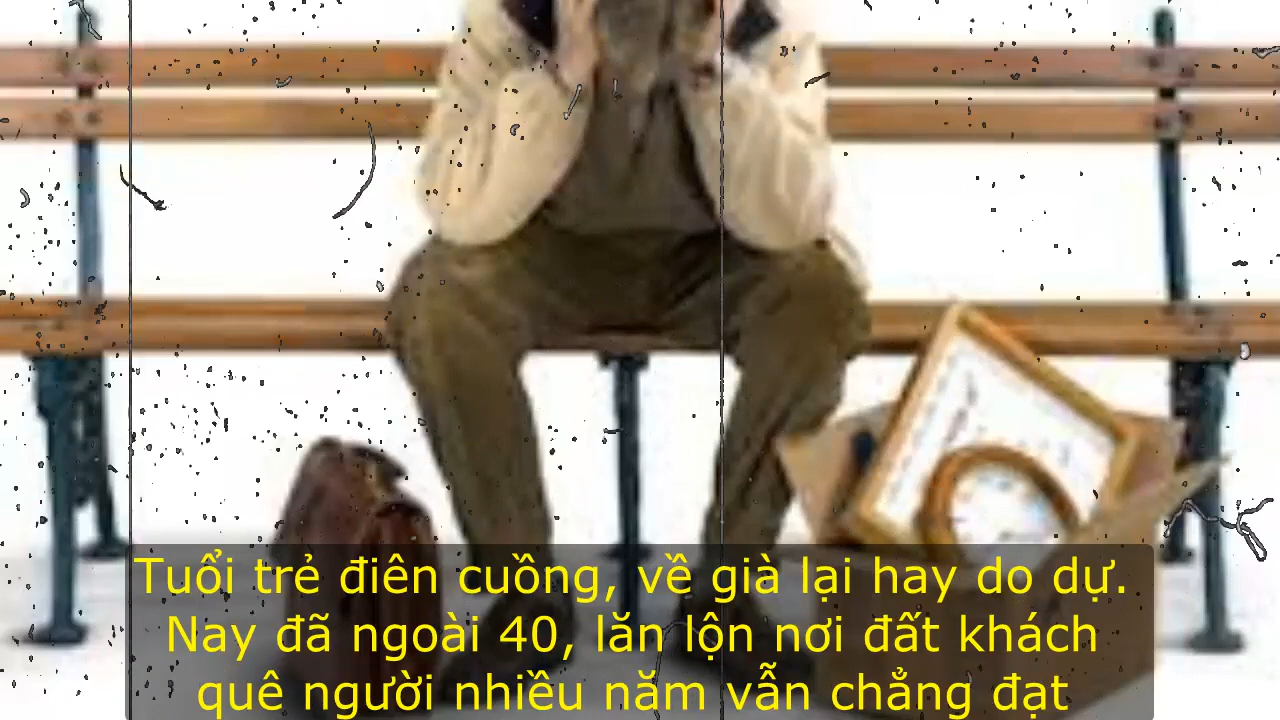 Tuổi trẻ điên cuồng, về già lại hay do dự.
Nay đã ngoài 40, lăn lộn nơi đất khách
quê người nhiều năm vẫn chẳng đạt